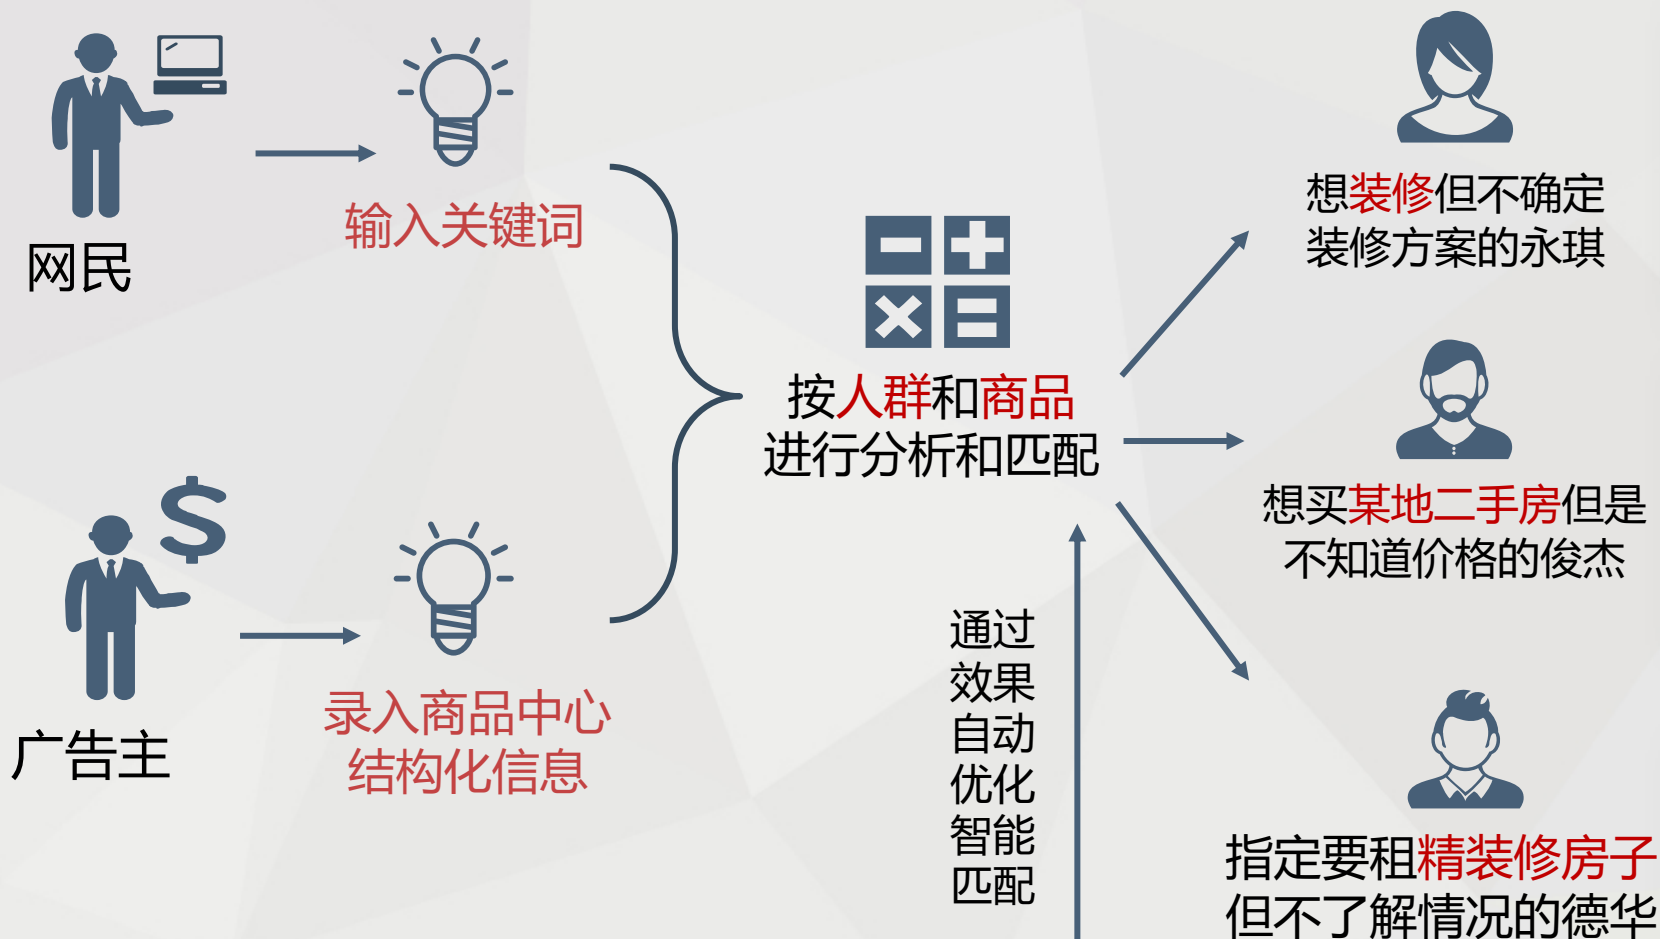 网民
输入关键词
广告主
录入商品中心
结构化信息
按人群和商品
进行分析和匹配
通过
效果
自动
优化
智能
匹配
想装修但不确定
装修方案的永琪
想买某地二手房但是
不知道价格的俊杰
指定要租精装修房子
但不了解情况的德华